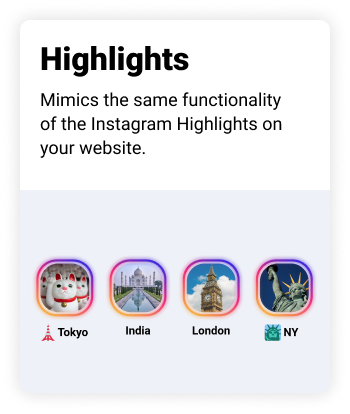 Highlights
Mimics the same functionality
of the Instagram Highlights on
your website.
Tokyo
India
London
NY